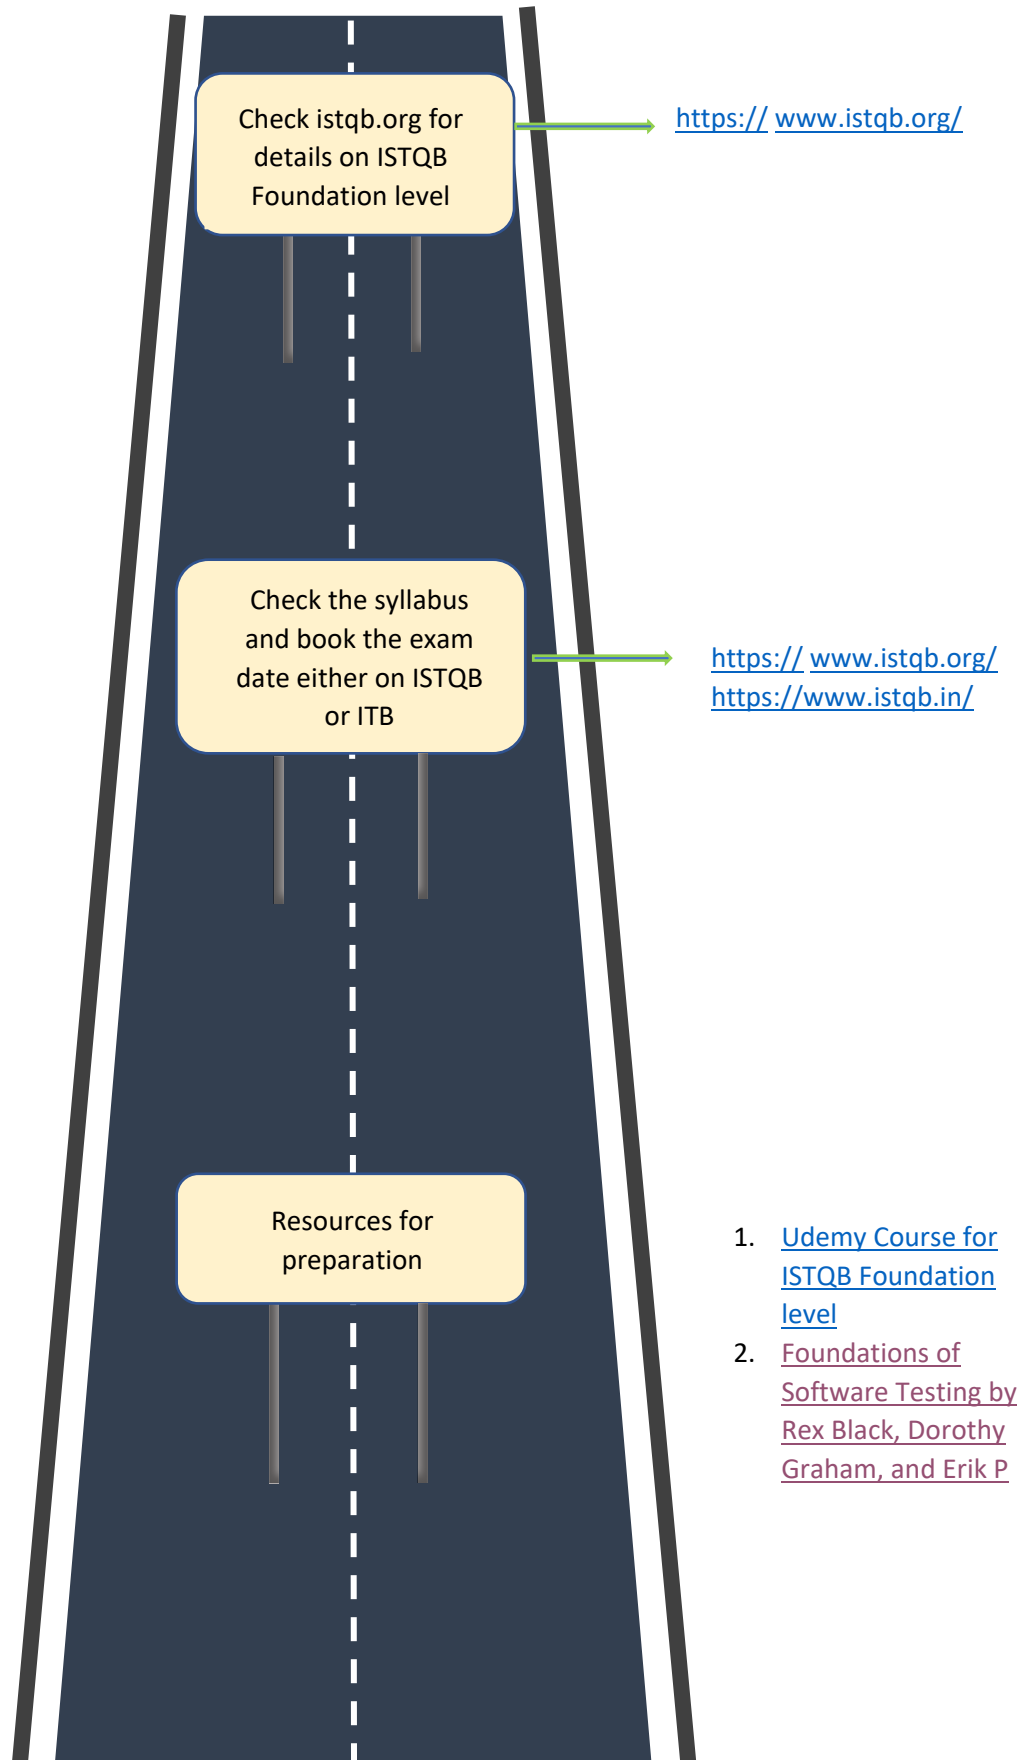 Check istqb.org for
details on ISTQB
Foundation level
https:// www.istqb.org/
Check the syllabus
and book the exam
date either on ISTQB
or ITB
https:// www.istqb.org/
https://www.istqb.in/
Resources for
preparation
1. Udemy Course for
ISTQB Foundation
level
2. Foundations of
Software Testing by
Rex Black, Dorothy
Graham, and Erik P